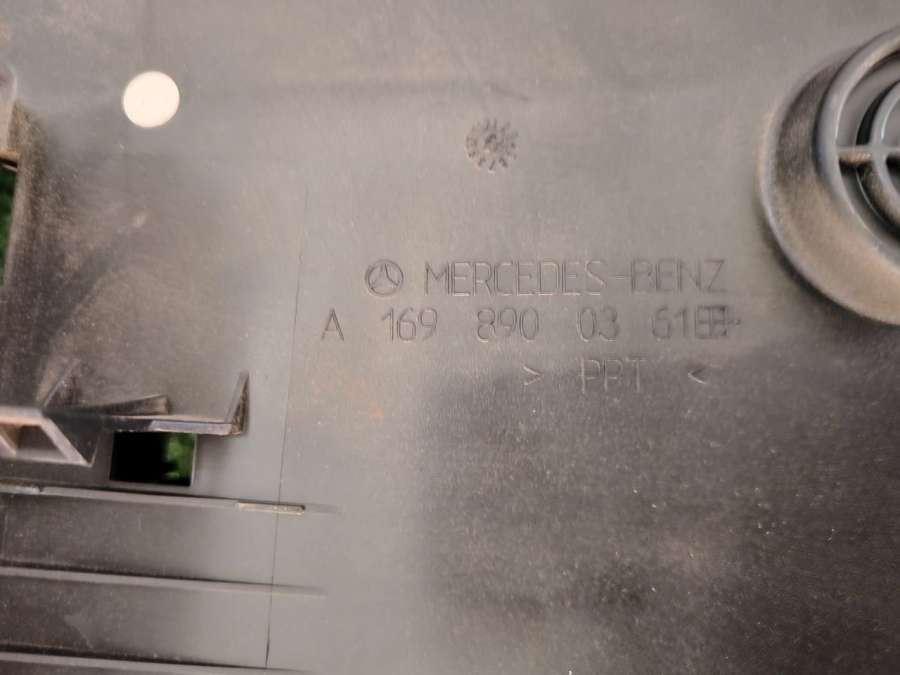 MERCEDES-BENZ
A 169 890 03 61
> PPT <